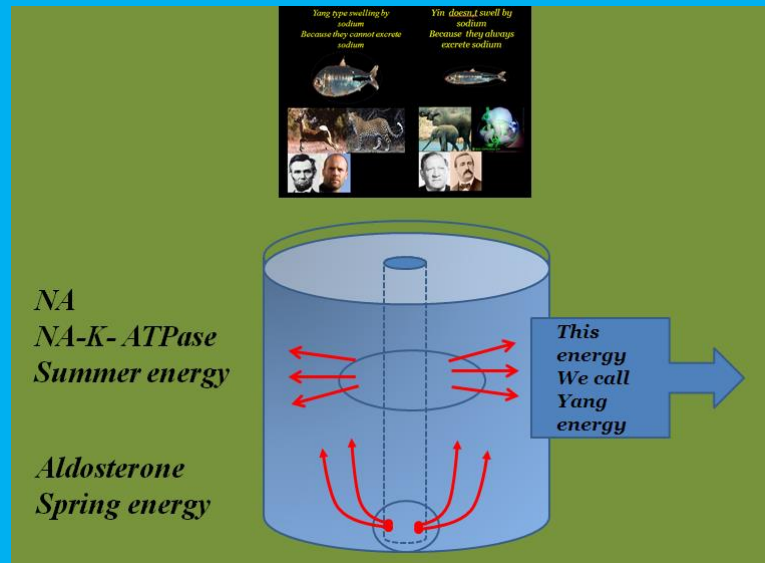 Yang type swelling by
sodium
Because they cannot excrete
sodium
Yin doesn,t swell by
sodium
Because they always
excrete sodium
NA
NA-K- ATPase
Summer energy
This
energy
We call
Yang
energy
Aldosterone
Spring energy